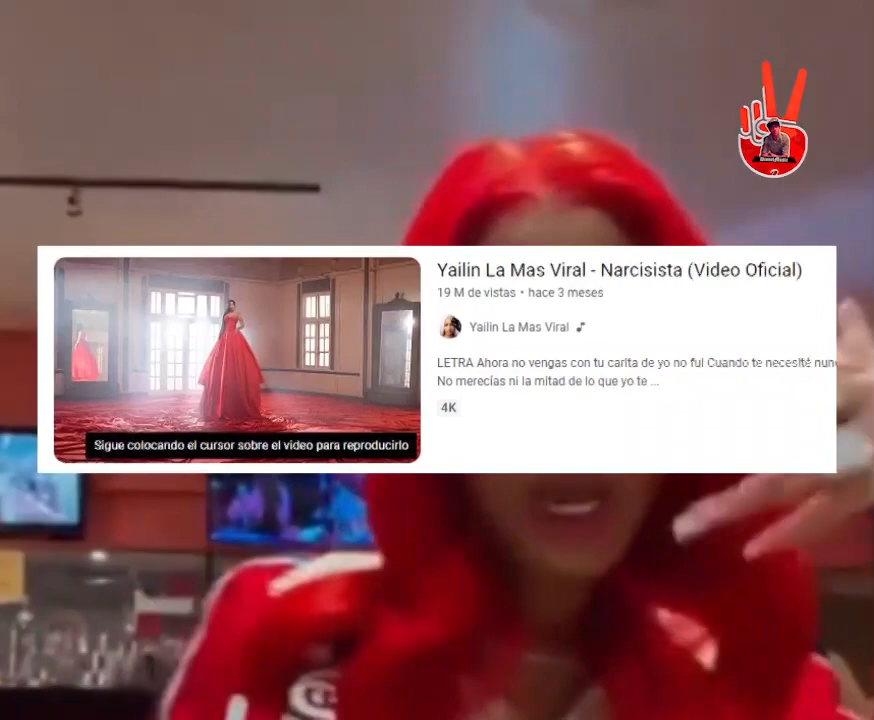 Yailin La Mas Viral - Narcisista (Video Oficial)
19 M de vistas • hace 3 meses
Yailin La Mas Viral
LETRA Ahora no vengas con tu carita de yo no fui Cuando te necesité nun
No merecías ni la mitad de lo que yo te ...
4K
Sigue colocando el cursor sobre el video para reproducirlo